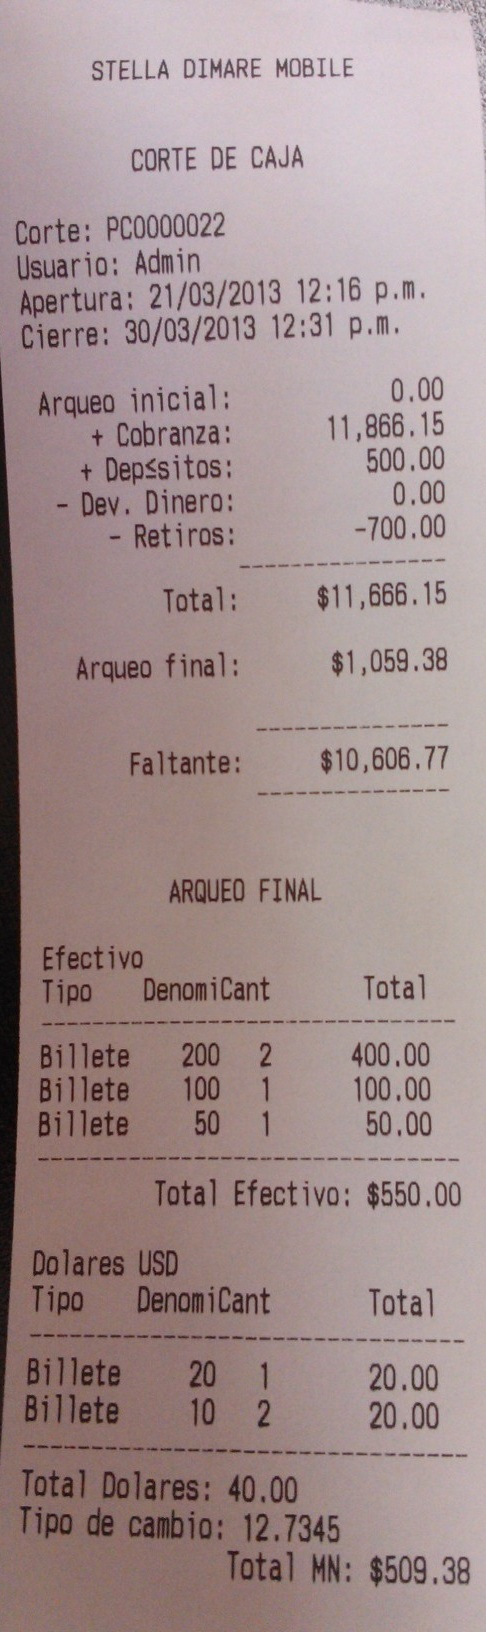 STELLA DIMARE MOBILE
CORTE DE CAJA
Corte: PC0000022
Usuario: Admin
Apertura: 21/03/2013 12:16 p.m.
Cierre: 30/03/2013 12:31 p.m.
Arqueo inicial: 0.00
+ Cobranza: 11,866.15
+ Dep≤sitos: 500.00
- Dev. Dinero: 0.00
- Retiros: -700.00
----------------
Total: $11,666.15
Arqueo final: $1,059.38
---------------
Faltante: $10,606.77
---------------
ARQUEO FINAL
Efectivo
Tipo DenomiCant Total
--------------------------------
Billete 200 2 400.00
Billete 100 1 100.00
Billete 50 1 50.00
--------------------------------
Total Efectivo: $550.00
Dolares USD
Tipo DenomiCant Total
--------------------------------
Billete 20 1 20.00
Billete 10 2 20.00
--------------------------------
Total Dolares: 40.00
Tipo de cambio: 12.7345
Total MN: $509.38